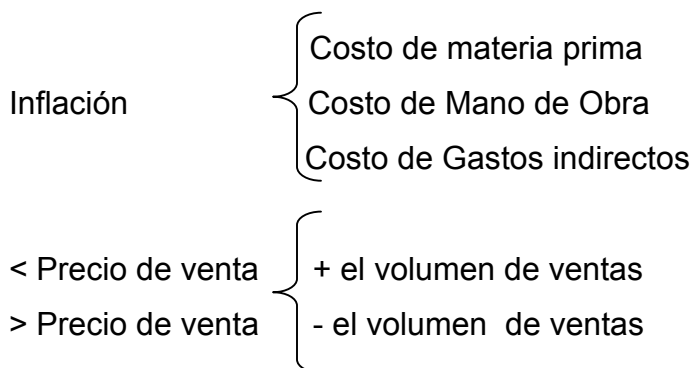 Costo de materia prima
Inflación Costo de Mano de Obra
Costo de Gastos indirectos
< Precio de venta + el volumen de ventas
> Precio de venta - el volumen de ventas